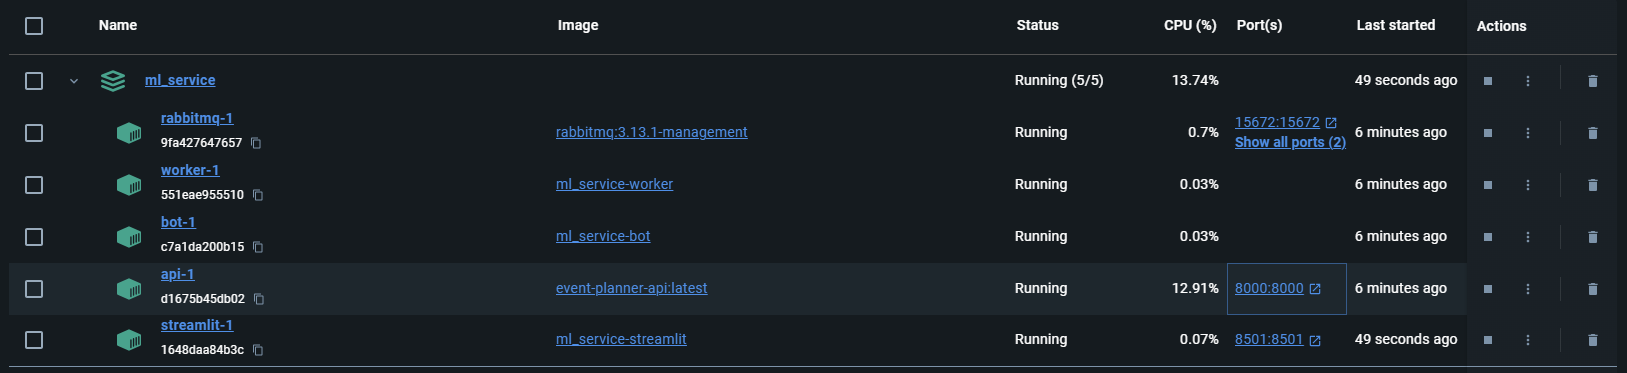 Name Image Status CPU (%) Port(s) Last started Actions
ml_service Running (5/5) 13.74% 49 seconds ago
rabbitmq-1
9fa427647657
rabbitmq:3.13.1-management Running 0.7%
15672:15672
Show all ports (2)
6 minutes ago
worker-1
551eae955510
ml_service-worker Running 0.03% 6 minutes ago
bot-1
c7a1da200b15
ml_service-bot Running 0.03% 6 minutes ago
api-1
d1675b45db02
event-planner-api:latest Running 12.91% 8000:8000 6 minutes ago
streamlit-1
1648daa84b3c
ml_service-streamlit Running 0.07% 8501:8501 49 seconds ago